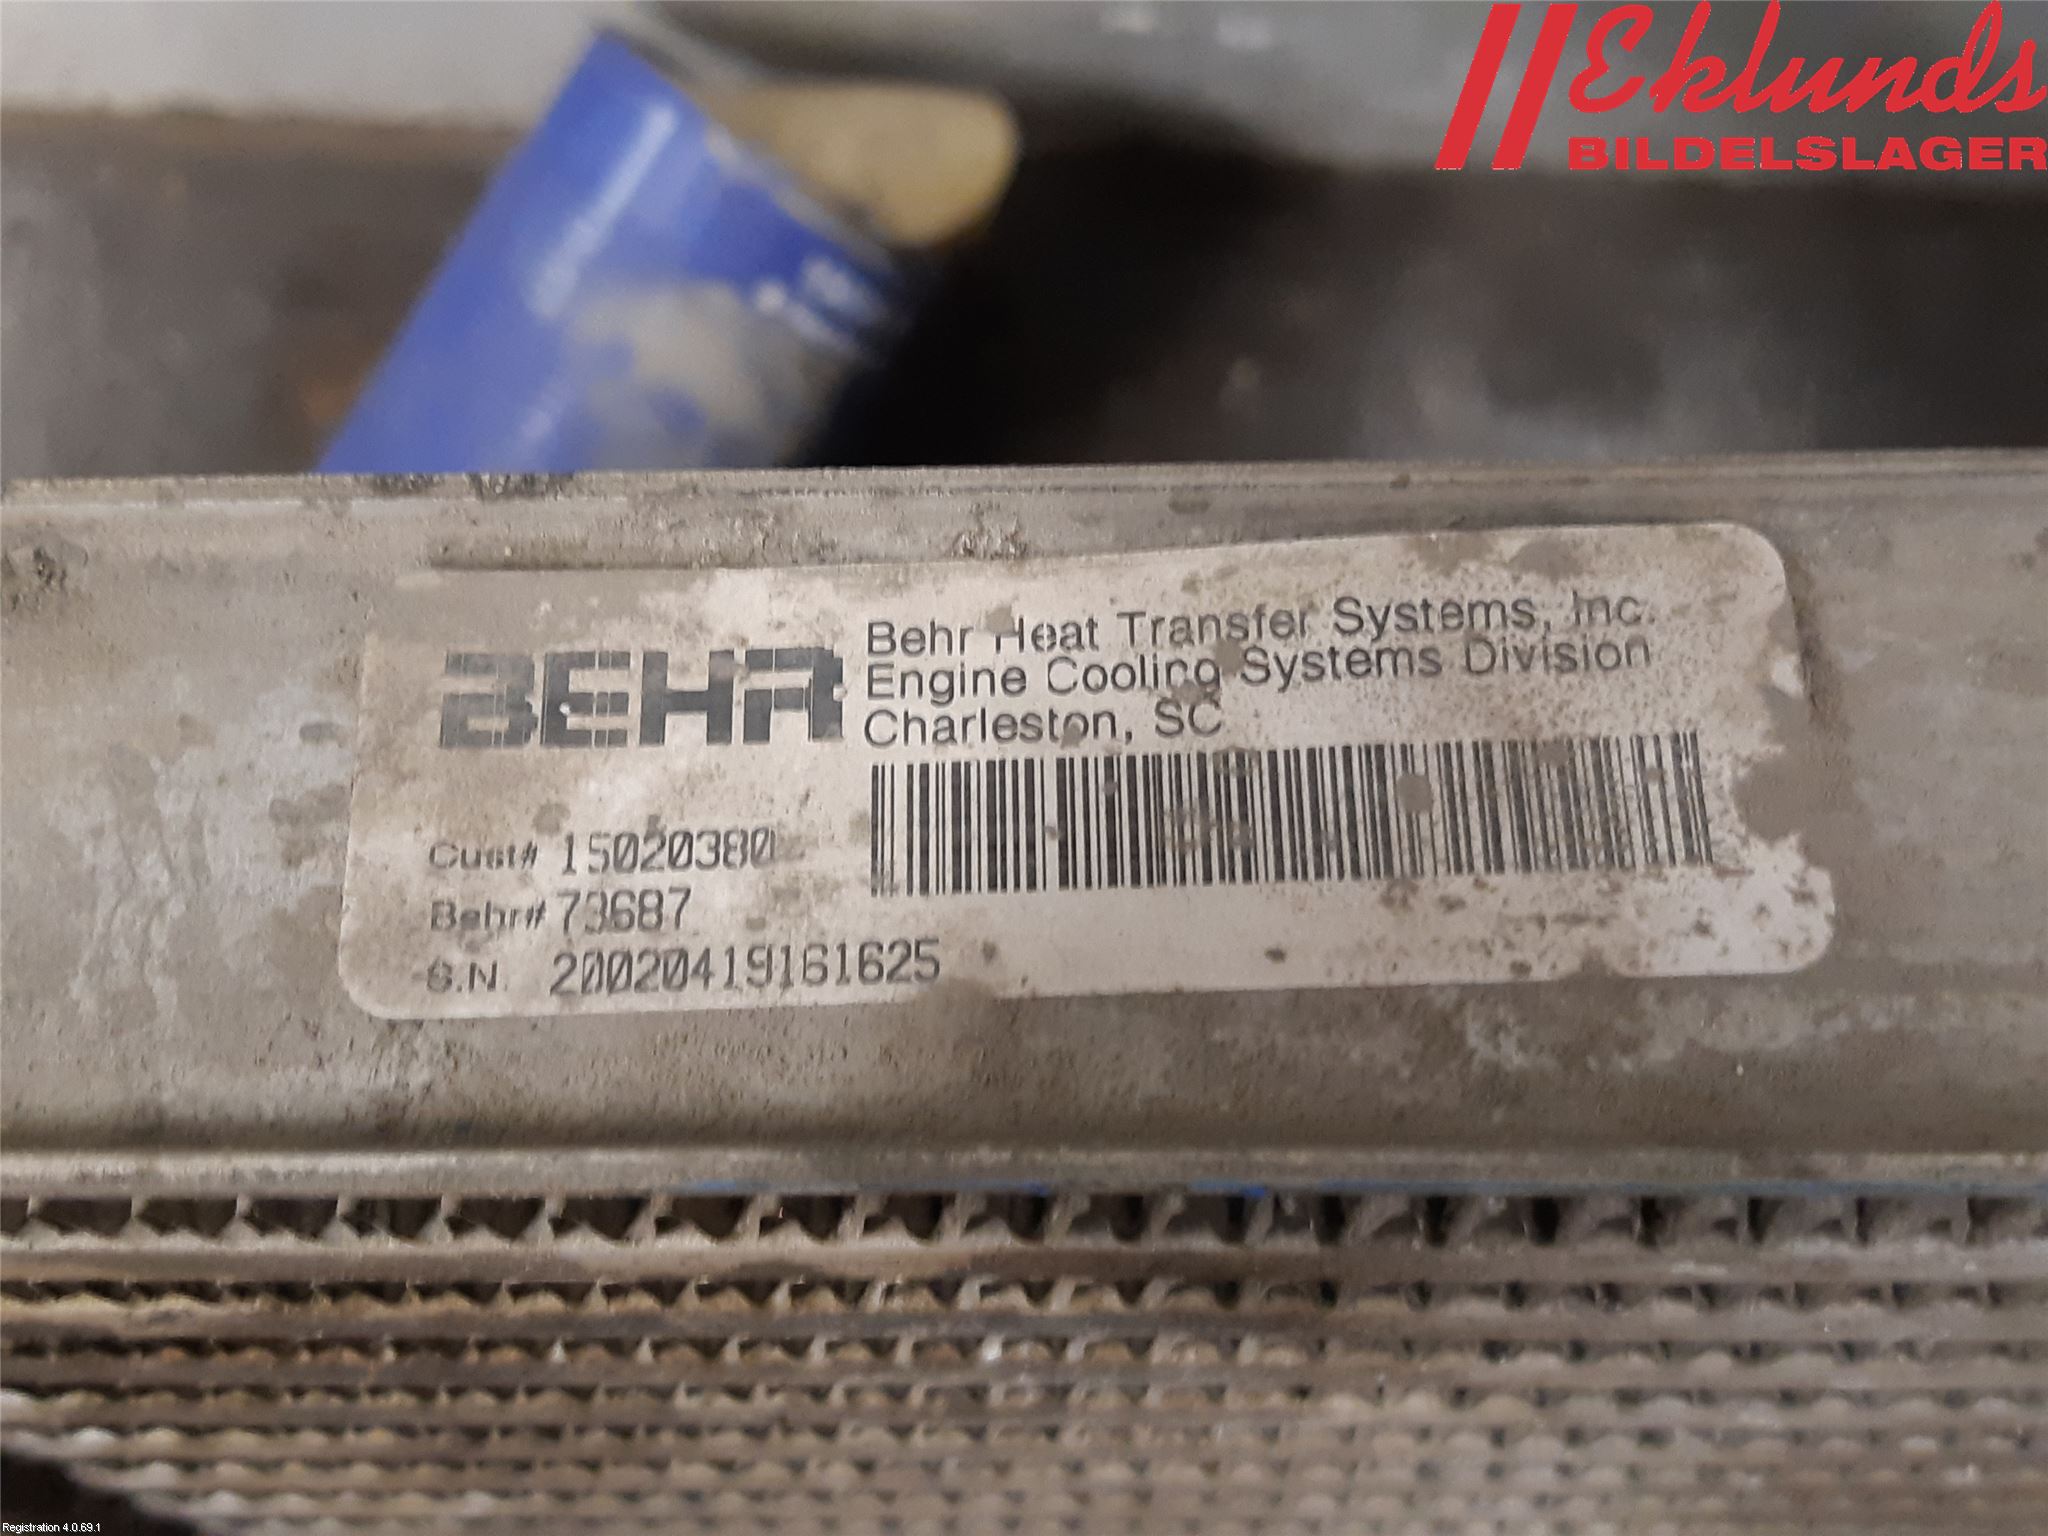 Eklunds
BILDELSLAGER
BEHR
Behr Heat Transfer Systems, Inc.
Engine Cooling Systems Division
Charleston, SC
Cust# 15020380
Behr# 73687
S.N. 20020419161625
Registration 4.0.69.1